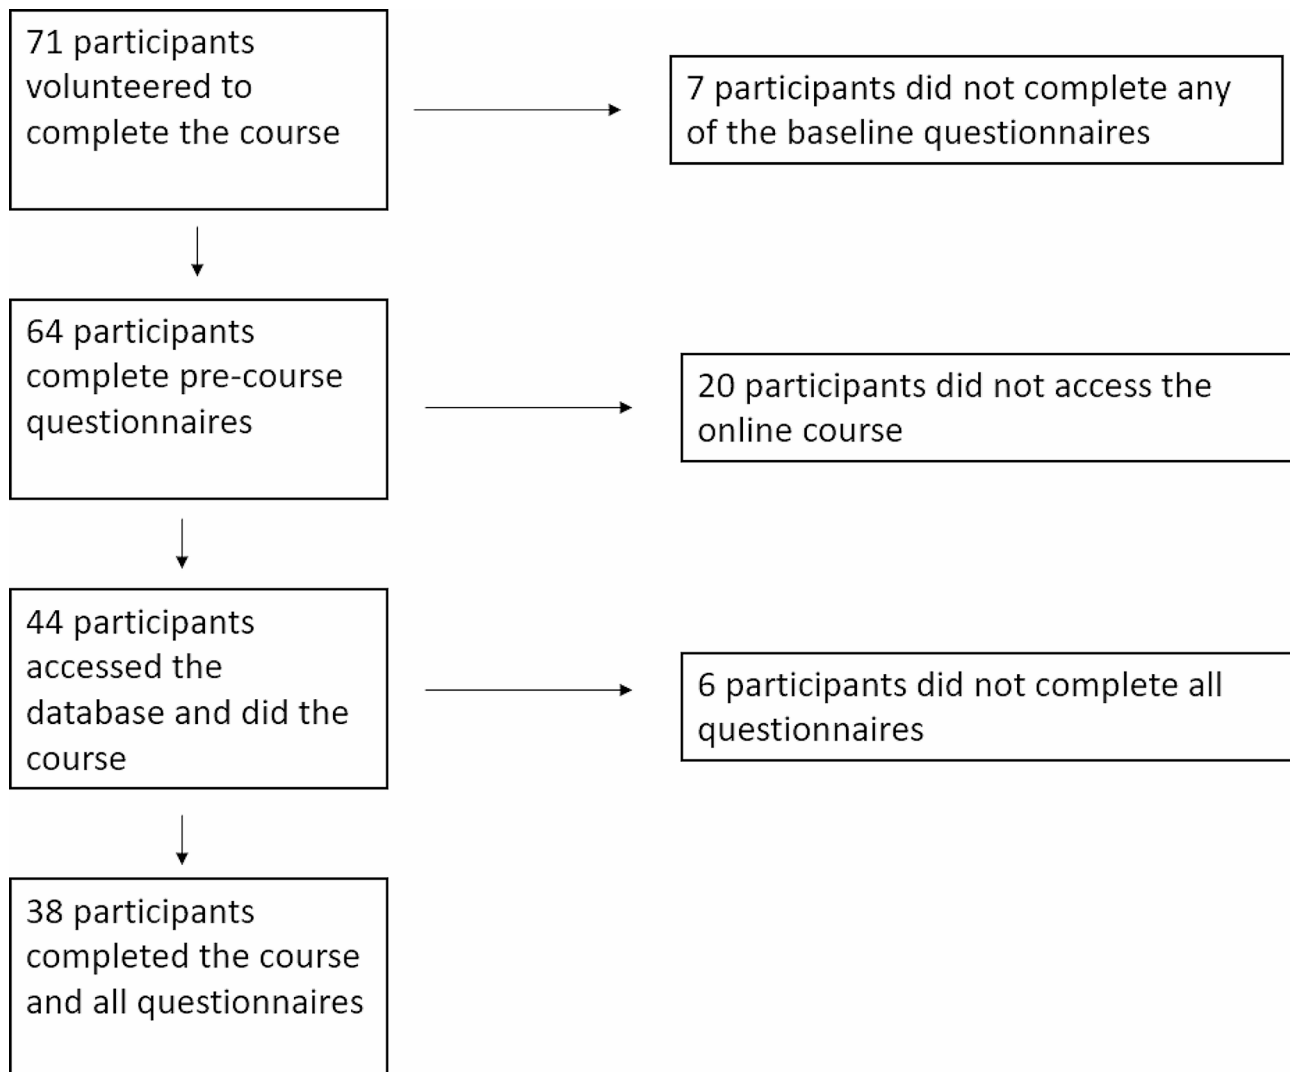 71 participants
volunteered to
complete the course
7 participants did not complete any
of the baseline questionnaires
64 participants
complete pre-course
questionnaires
20 participants did not access the
online course
44 participants
accessed the
database and did the
course
6 participants did not complete all
questionnaires
38 participants
completed the course
and all questionnaires